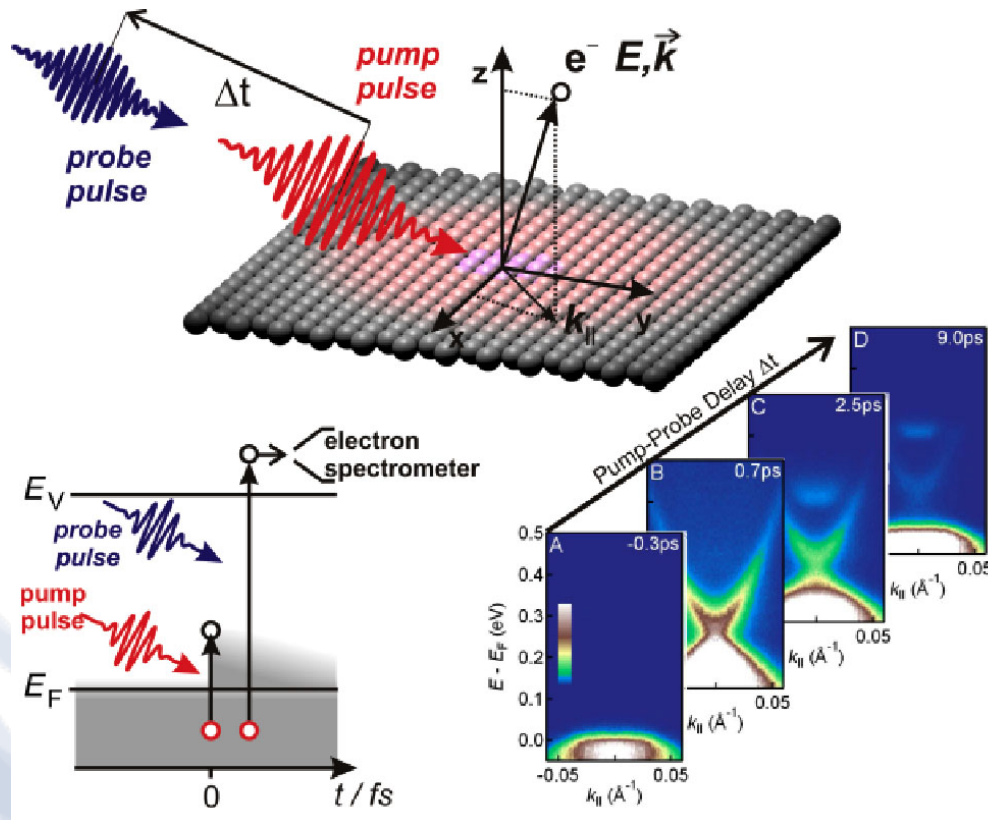 pump
pulse
Δt
probe
pulse
z
e⁻ E,k⃗
x
k||
y
electron
spectrometer
E_V
probe
pulse
pump
pulse
E_F
0
t / fs
Pump-Probe Delay Δt
A
-0.3ps
B
0.7ps
C
2.5ps
D
9.0ps
E - E_F (eV)
0.5
0.4
0.3
0.2
0.1
0.0
-0.05
0.05
k|| (Å⁻¹)
0.05
k|| (Å⁻¹)
0.05
k|| (Å⁻¹)
0.05
k|| (Å⁻¹)